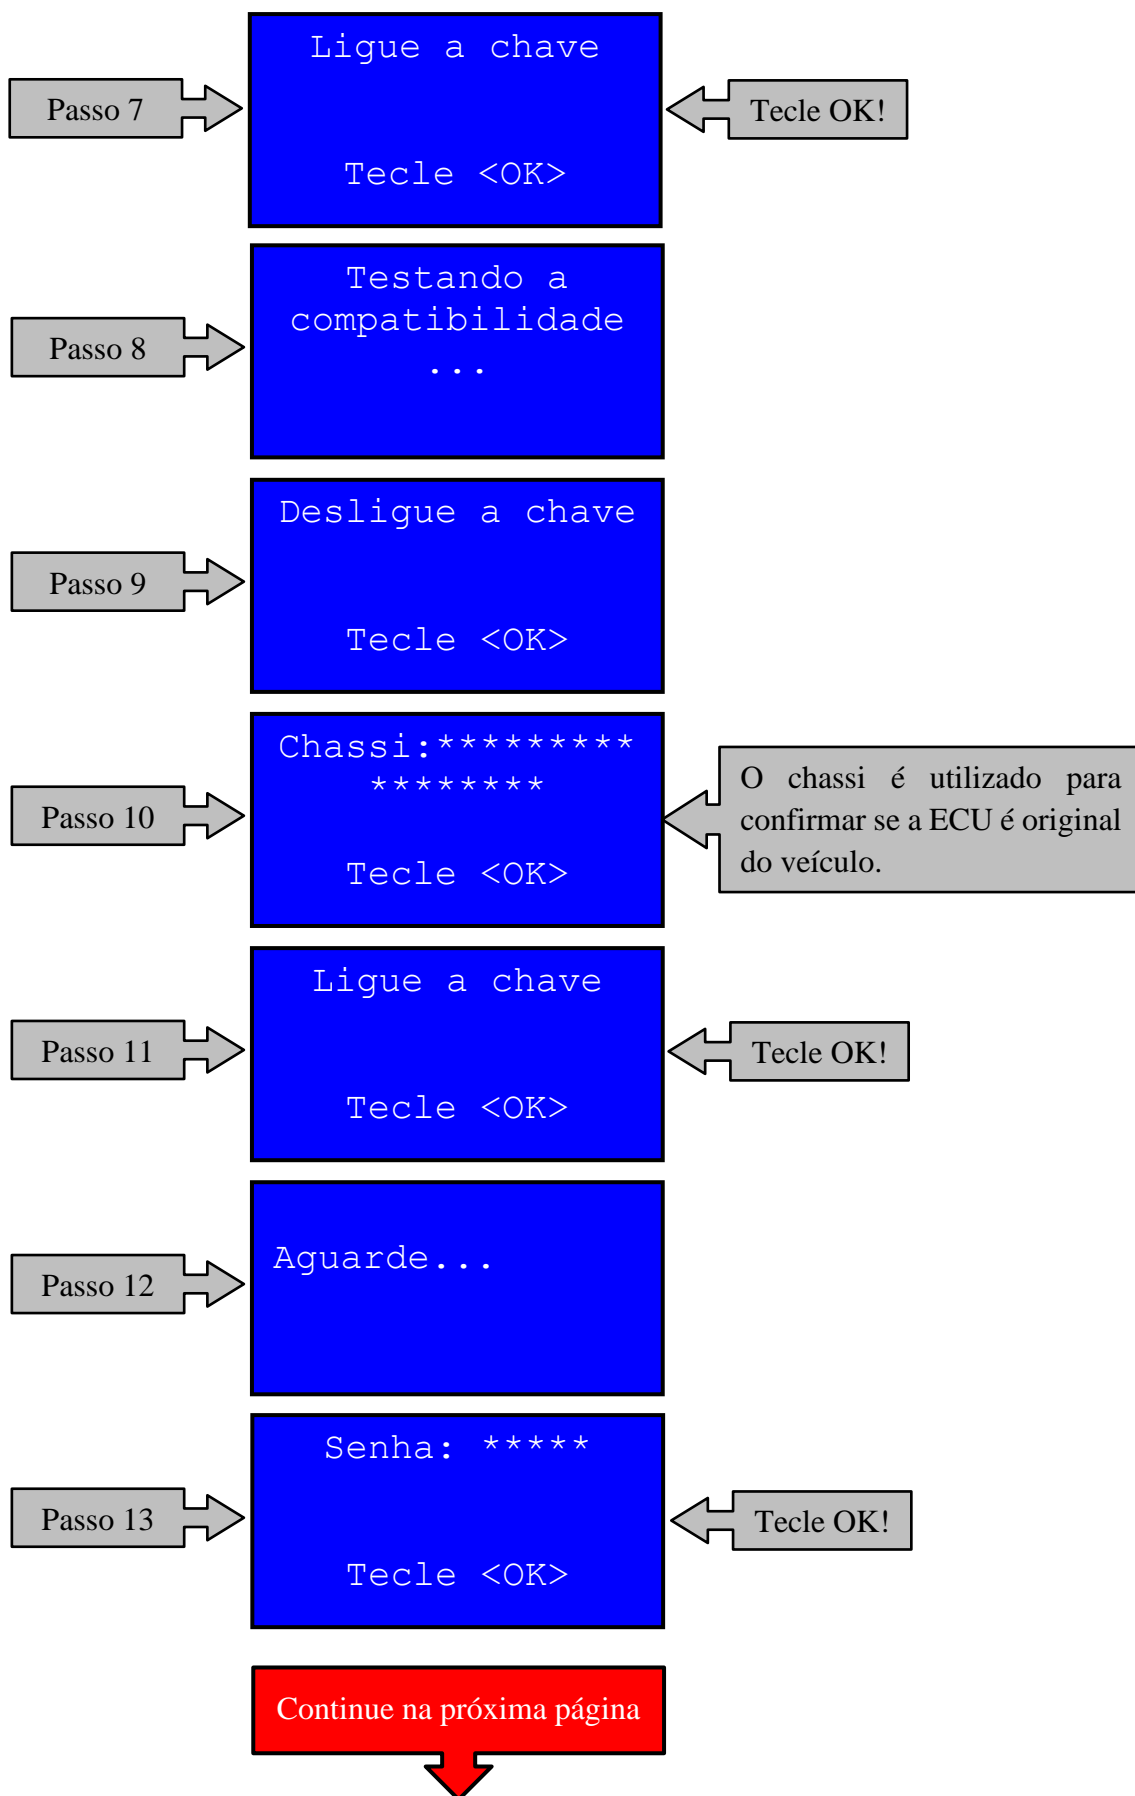 Ligue a chave
Passo 7
Tecle OK!
Tecle <OK>
Testando a
compatibilidade
...
Passo 8
Desligue a chave
Passo 9
Tecle <OK>
Chassi:*********
********
Passo 10
Tecle <OK>
O chassi é utilizado para
confirmar se a ECU é original
do veículo.
Ligue a chave
Passo 11
Tecle OK!
Tecle <OK>
Aguarde...
Passo 12
Senha: *****
Passo 13
Tecle OK!
Tecle <OK>
Continue na próxima página